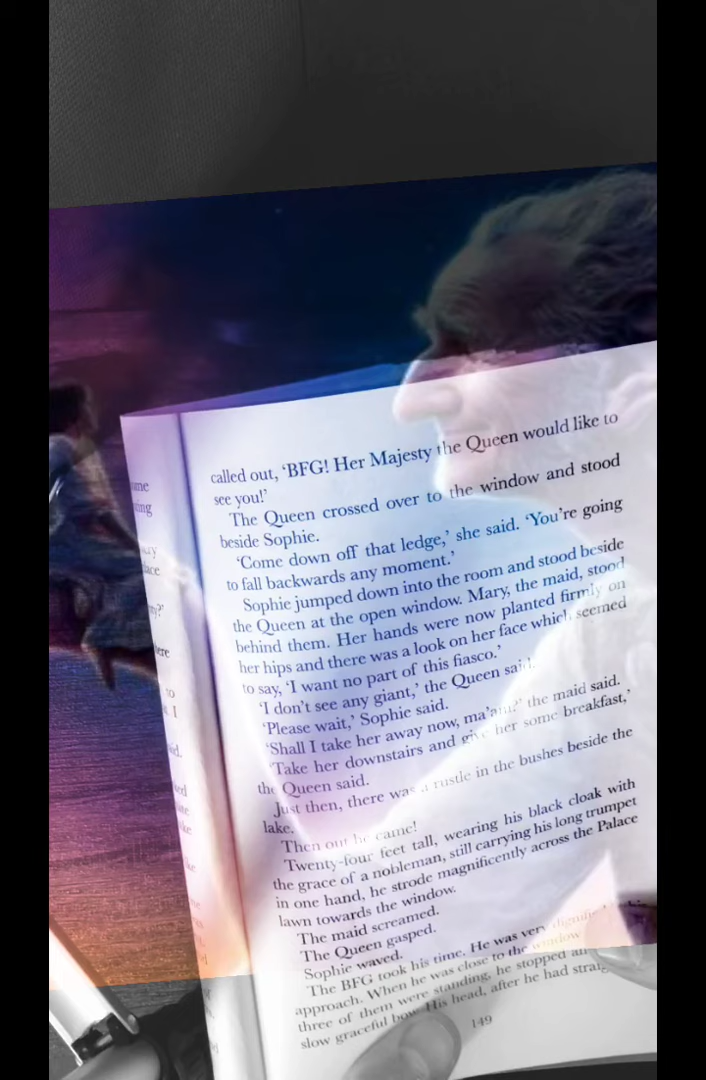 called out, ‘BFG! Her Majesty the Queen would like to
see you!’
The Queen crossed over to the window and stood
beside Sophie.
‘Come down off that ledge,’ she said. ‘You’re going
to fall backwards any moment.’
Sophie jumped down into the room and stood beside
the Queen at the open window. Mary, the maid, stood
behind them. Her hands were now planted firmly on
her hips and there was a look on her face which seemed
to say, ‘I want no part of this fiasco.’
‘I don’t see any giant,’ the Queen said.
‘Please wait,’ Sophie said.
‘Shall I take her away now, ma’am?’ the maid said.
‘Take her downstairs and give her some breakfast,’
the Queen said.
Just then, there was a rustle in the bushes beside the
lake.
Then out he came!
Twenty-four feet tall, wearing his black cloak with
the grace of a nobleman, still carrying his long trumpet
in one hand, he strode magnificently across the Palace
lawn towards the window.
The maid screamed.
The Queen gasped.
Sophie waved.
The BFG took his time. He was very dignified
approach. When he was close to the window
three of them were standing, he stopped
slow graceful bow. His head, after he had
149